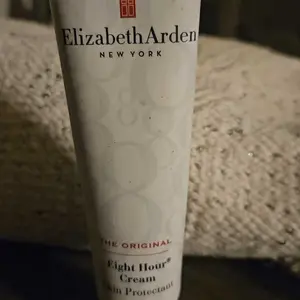 Elizabeth Arden
NEW YORK
THE ORIGINAL
Eight Hour®
Cream
Skin Protectant